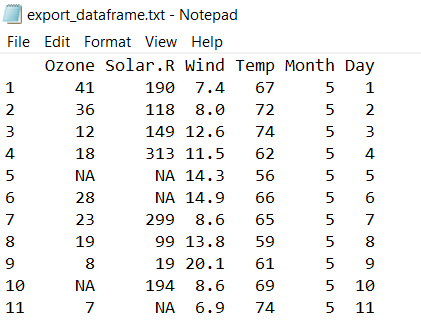 export_dataframe.txt - Notepad
File Edit Format View Help
Ozone Solar.R Wind Temp Month Day
1 41 190 7.4 67 5 1
2 36 118 8.0 72 5 2
3 12 149 12.6 74 5 3
4 18 313 11.5 62 5 4
5 NA NA 14.3 56 5 5
6 28 NA 14.9 66 5 6
7 23 299 8.6 65 5 7
8 19 99 13.8 59 5 8
9 8 19 20.1 61 5 9
10 NA 194 8.6 69 5 10
11 7 NA 6.9 74 5 11